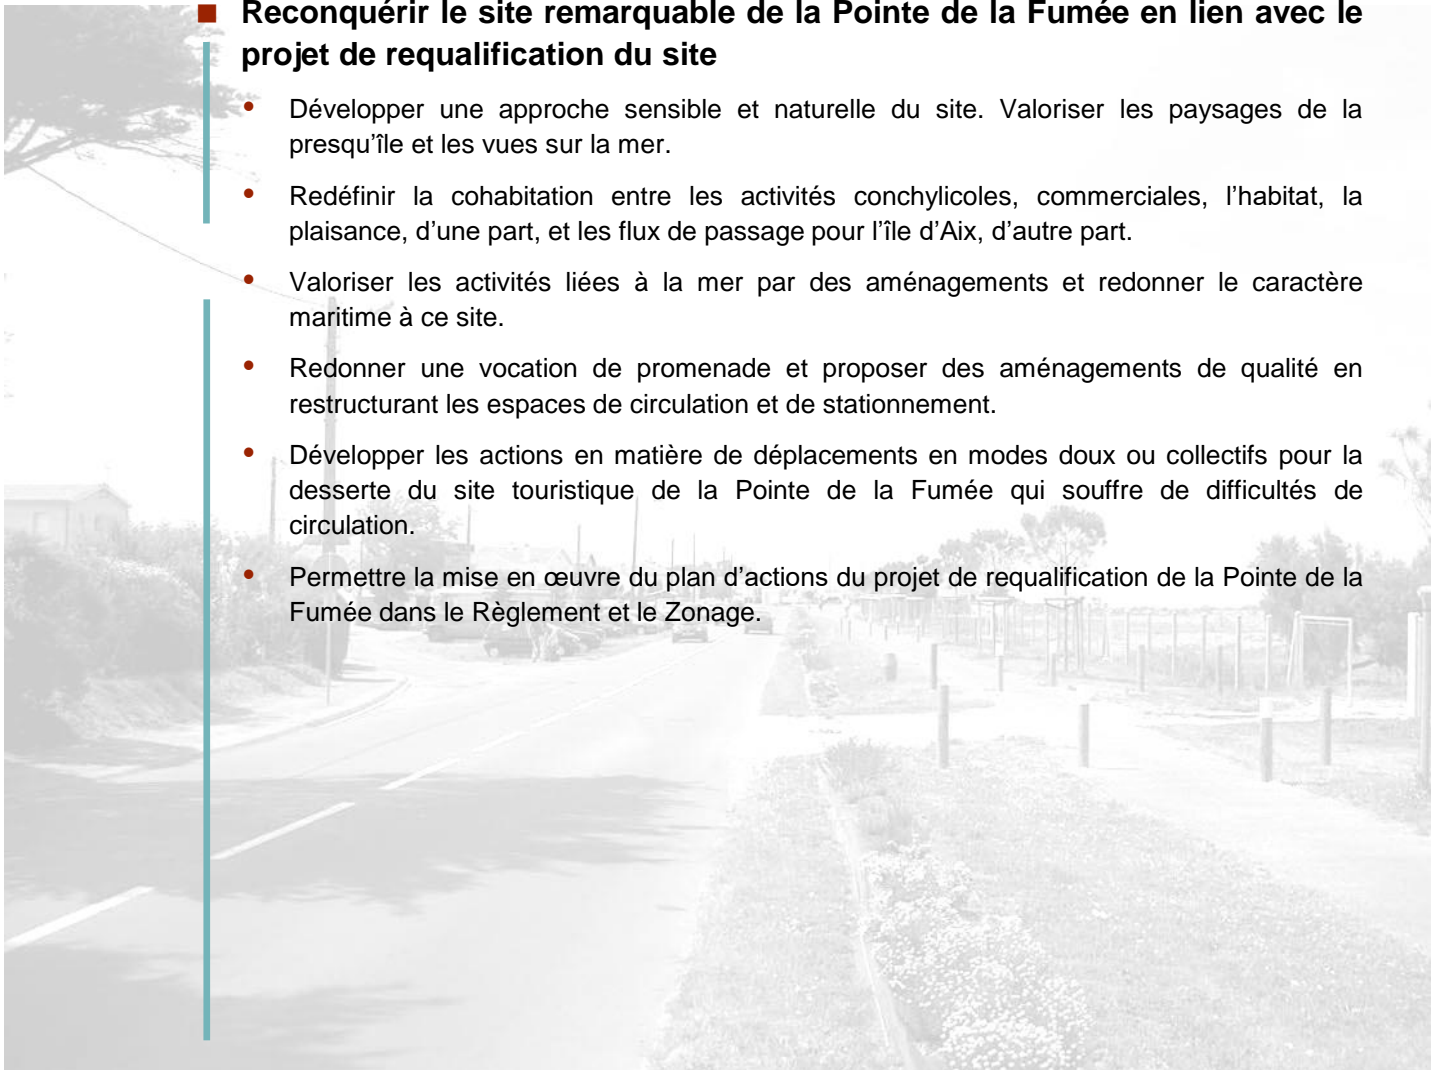 Reconquérir le site remarquable de la Pointe de la Fumée en lien avec le
projet de requalification du site
• Développer une approche sensible et naturelle du site. Valoriser les paysages de la
presqu’île et les vues sur la mer.
• Redéfinir la cohabitation entre les activités conchylicoles, commerciales, l’habitat, la
plaisance, d’une part, et les flux de passage pour l’île d’Aix, d’autre part.
• Valoriser les activités liées à la mer par des aménagements et redonner le caractère
maritime à ce site.
• Redonner une vocation de promenade et proposer des aménagements de qualité en
restructurant les espaces de circulation et de stationnement.
• Développer les actions en matière de déplacements en modes doux ou collectifs pour la
desserte du site touristique de la Pointe de la Fumée qui souffre de difficultés de
circulation.
• Permettre la mise en œuvre du plan d’actions du projet de requalification de la Pointe de la
Fumée dans le Règlement et le Zonage.